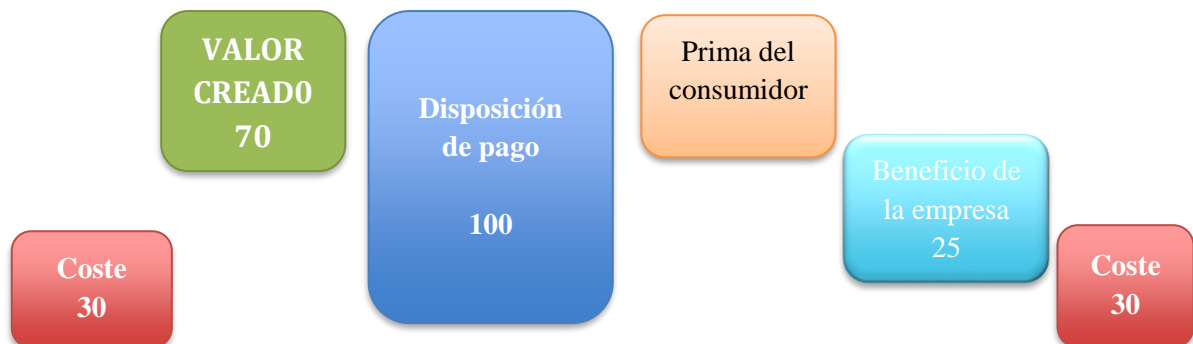 VALOR
CREAD0
70
Disposición
de pago
100
Prima del
consumidor
Beneficio de
la empresa
25
Coste
30
Coste
30